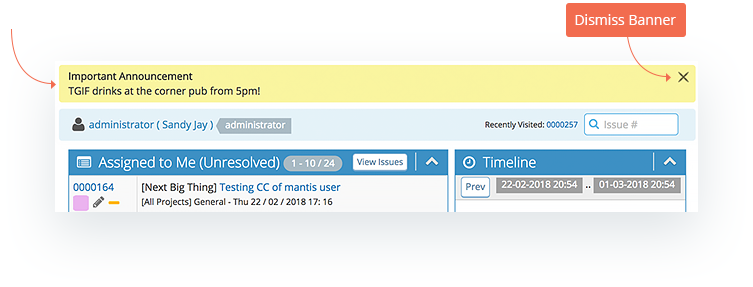 Dismiss Banner
Important Announcement
TGIF drinks at the corner pub from 5pm!
administrator ( Sandy Jay ) administrator
Recently Visited: 0000257 Issue #
Assigned to Me (Unresolved) 1 - 10 / 24 View Issues
Timeline
0000164 [Next Big Thing] Testing CC of mantis user
[All Projects] General - Thu 22 / 02 / 2018 17: 16
Prev 22-02-2018 20:54 .. 01-03-2018 20:54